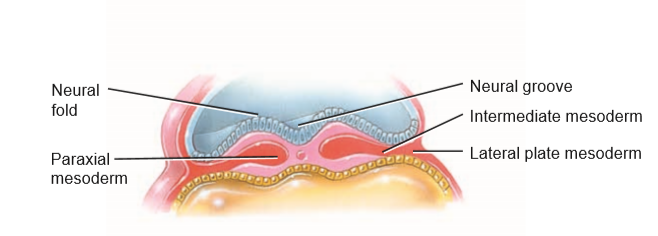 Neural
fold
Neural groove
Intermediate mesoderm
Paraxial
mesoderm
Lateral plate mesoderm